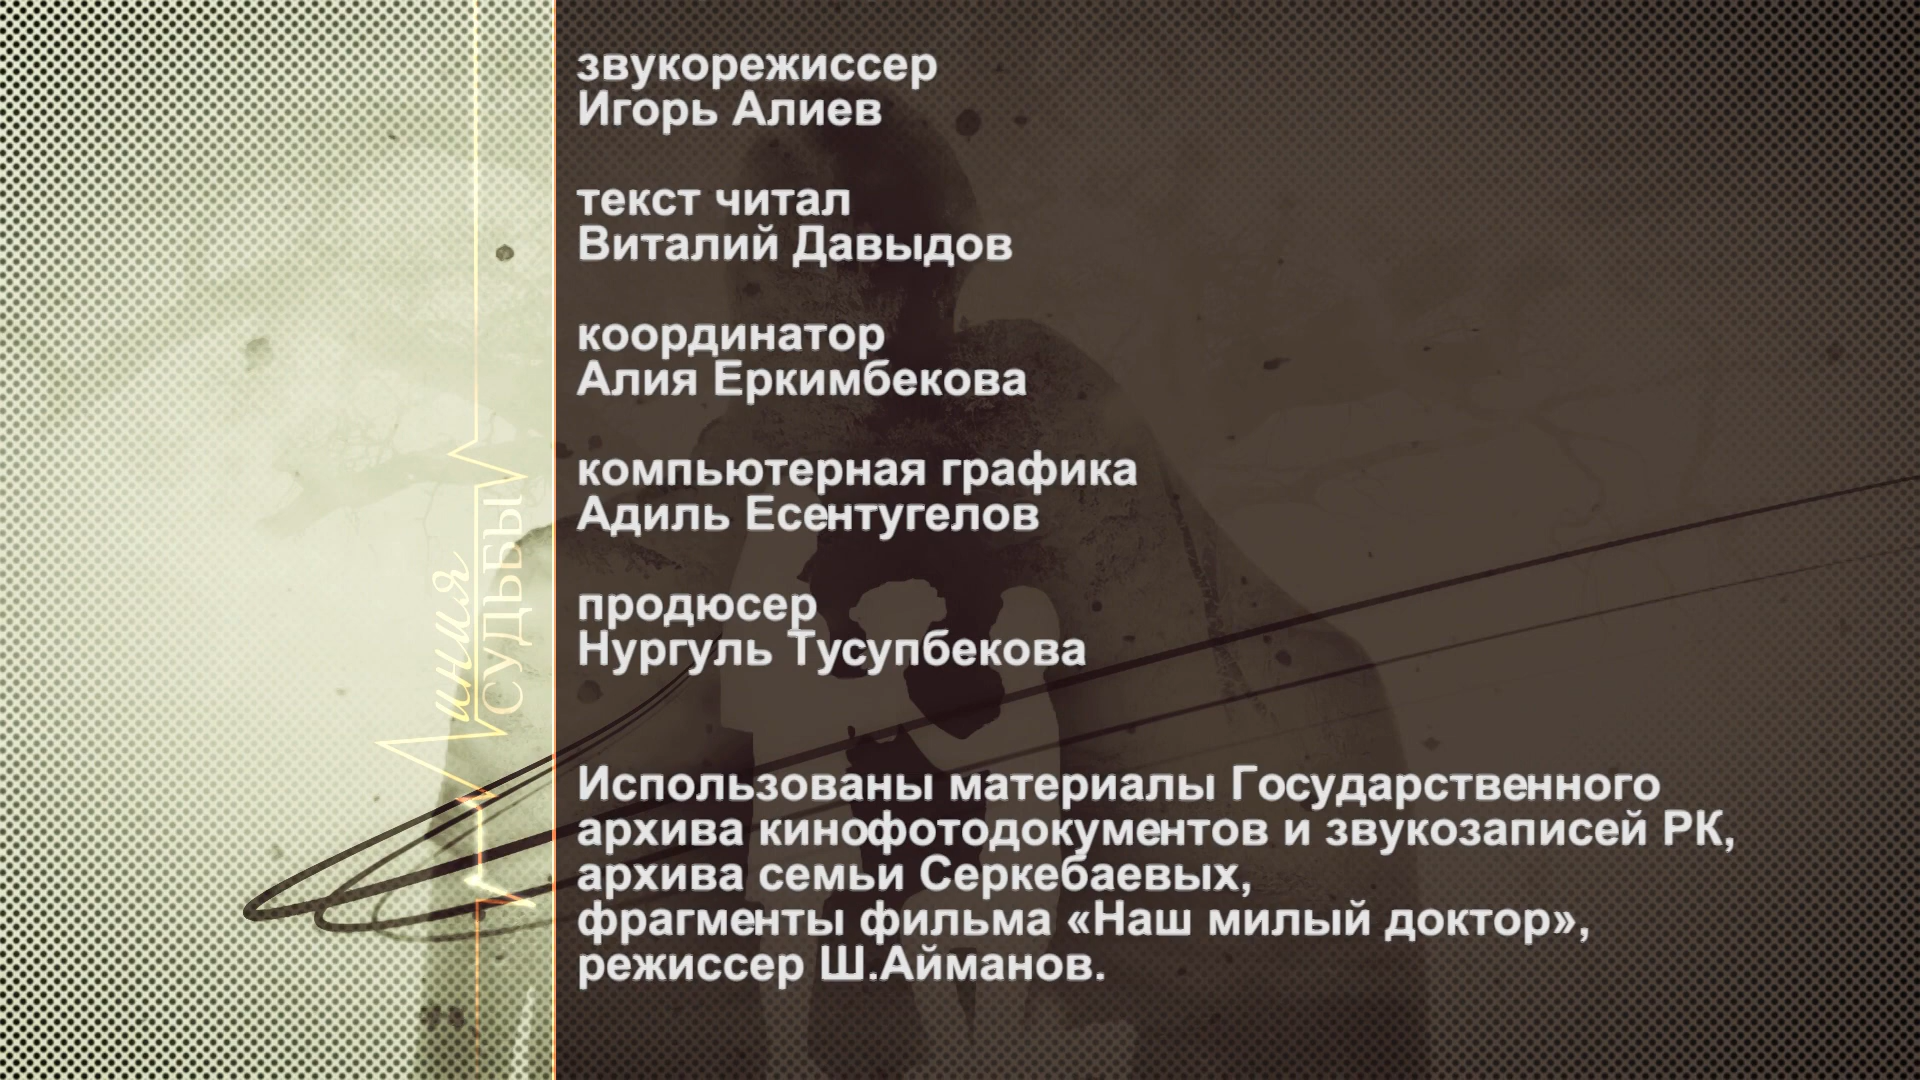 звукорежиссер
Игорь Алиев
текст читал
Виталий Давыдов
координатор
Алия Еркимбекова
компьютерная графика
Адиль Есентугелов
продюсер
Нургуль Тусупбекова
Использованы материалы Государственного
архива кинофотодокументов и звукозаписей РК,
архива семьи Серкебаевых,
фрагменты фильма «Наш милый доктор»,
режиссер Ш.Айманов.
Линия
СУДЬБЫ